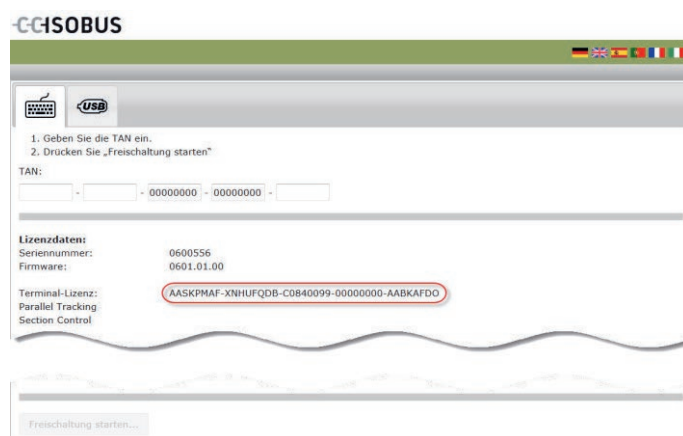 CCISOBUS
USB
1. Geben Sie die TAN ein.
2. Drücken Sie „Freischaltung starten"
TAN:
- - 00000000 - 00000000 -
Lizenzdaten:
Seriennummer: 0600556
Firmware: 0601.01.00
Terminal-Lizenz: AASKPMAF-XNHUFQDB-C0840099-00000000-AABKAFDO
Parallel Tracking
Section Control
Freischaltung starten...